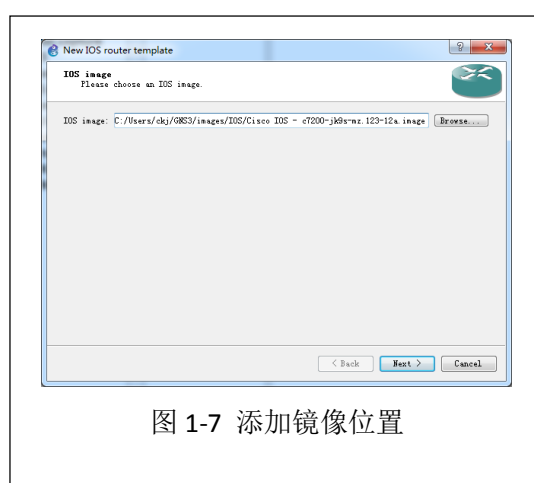 New IOS router template
IOS image
Please choose an IOS image.
IOS image: C:/Users/ckj/GNS3/images/IOS/Cisco IOS - c7200-jk9s-mz.123-12a.image Browse...
< Back Next > Cancel
图 1-7 添加镜像位置